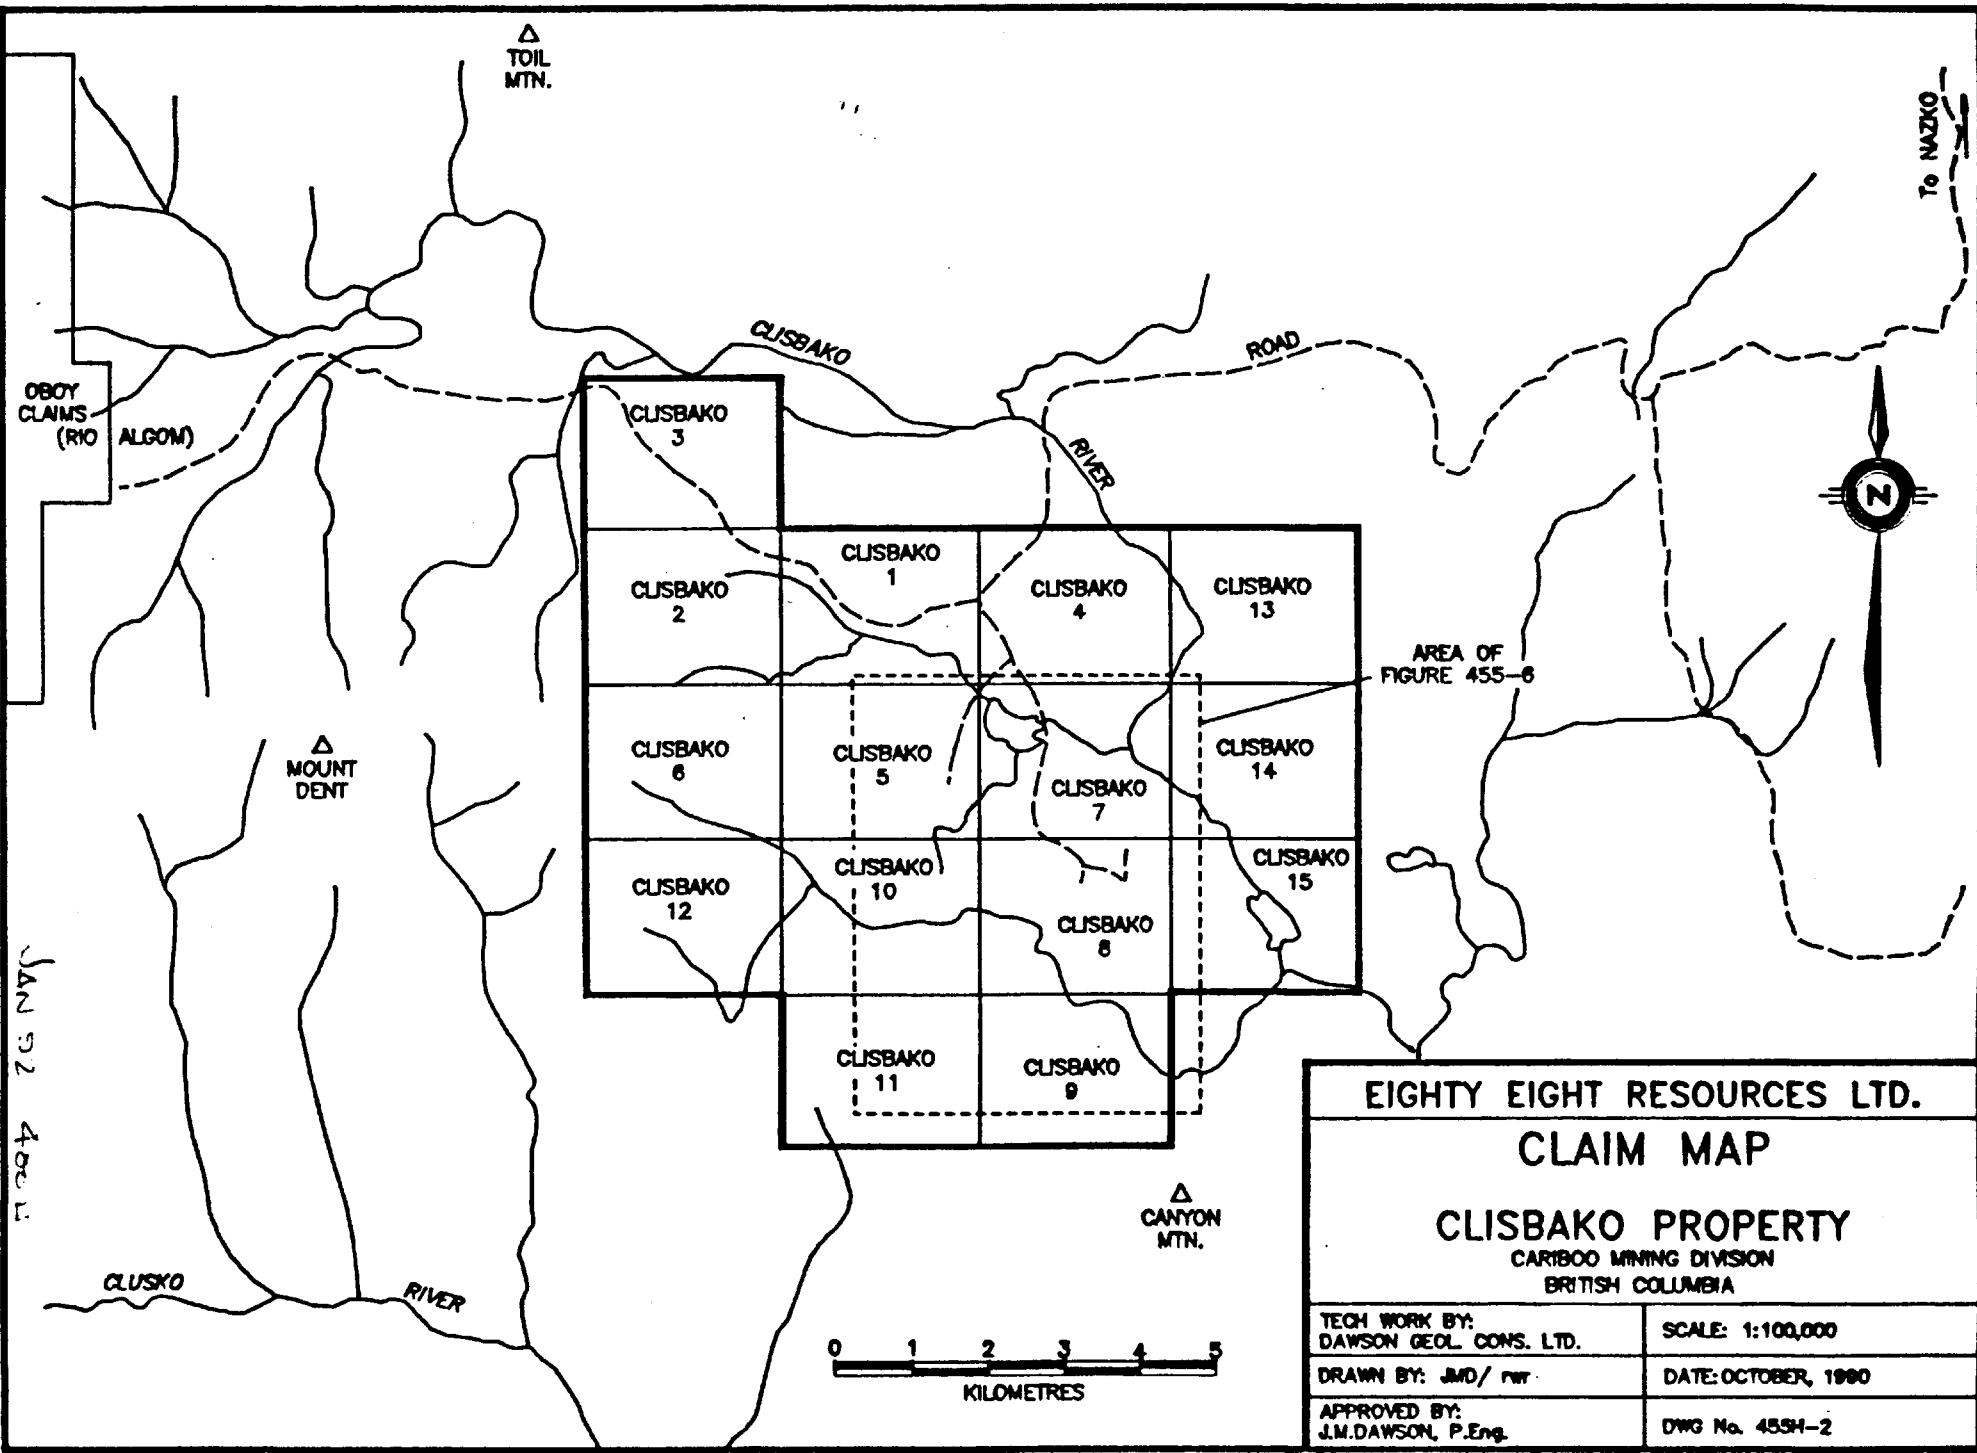 TOIL
MTN.
TO NAZKO
CLISBAKO
RIVER
ROAD
OBOY
CLAIMS
(RIO ALGOM)
CLISBAKO
3
CLISBAKO
1
CLISBAKO
2
CLISBAKO
4
CLISBAKO
13
AREA OF
FIGURE 455-6
N
MOUNT
DENT
CLISBAKO
6
CLISBAKO
5
CLISBAKO
7
CLISBAKO
14
CLISBAKO
12
CLISBAKO
10
CLISBAKO
8
CLISBAKO
15
CLISBAKO
11
CLISBAKO
9
JAN 92
CANYON
MTN.
CLUSKO
RIVER
0 1 2 3 4 5
KILOMETRES
EIGHTY EIGHT RESOURCES LTD.
CLAIM MAP
CLISBAKO PROPERTY
CARIBOO MINING DIVISION
BRITISH COLUMBIA
TECH WORK BY:
DAWSON GEOL. CONS. LTD.
SCALE: 1:100,000
DRAWN BY: JMD/ rwr
DATE: OCTOBER, 1990
APPROVED BY:
J.M.DAWSON, P.Eng.
DWG No. 455H-2